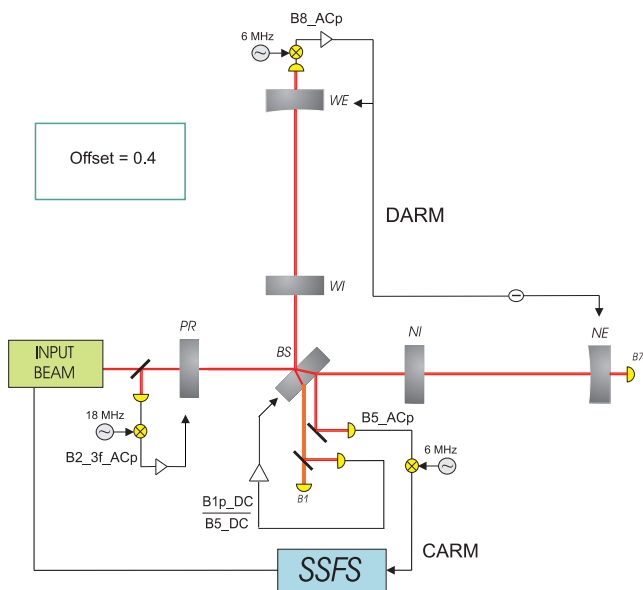 B8_ACp
6 MHz
WE
Offset = 0.4
DARM
WI
PR
BS
NI
NE
INPUT
BEAM
B7
18 MHz
B5_ACp
6 MHz
B2_3f_ACp
B1p_DC
B5_DC
B1
CARM
SSFS